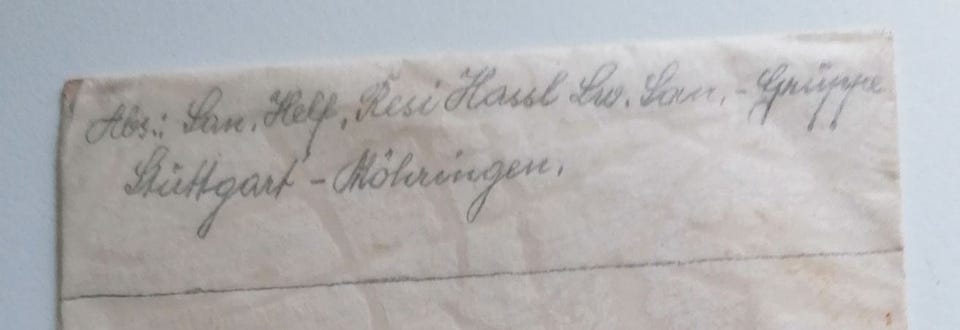 Abs.: San. Helf. Resi Hassl Lw. San. - Gruppe
Stuttgart - Möhringen.